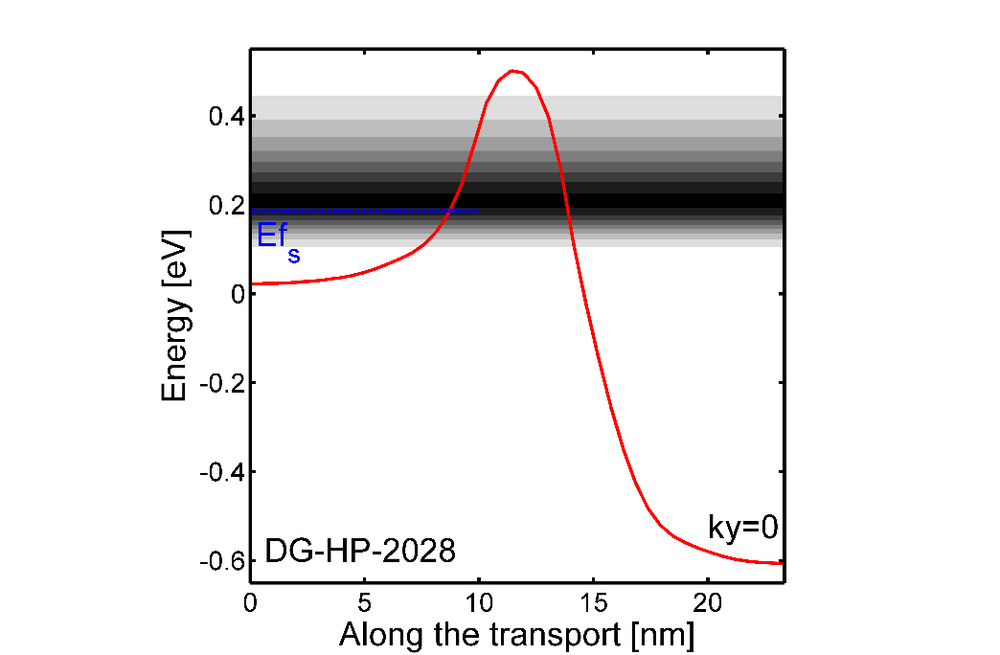 0.4
0.2
0
-0.2
-0.4
-0.6
Energy [eV]
Efs
ky=0
DG-HP-2028
0 5 10 15 20
Along the transport [nm]